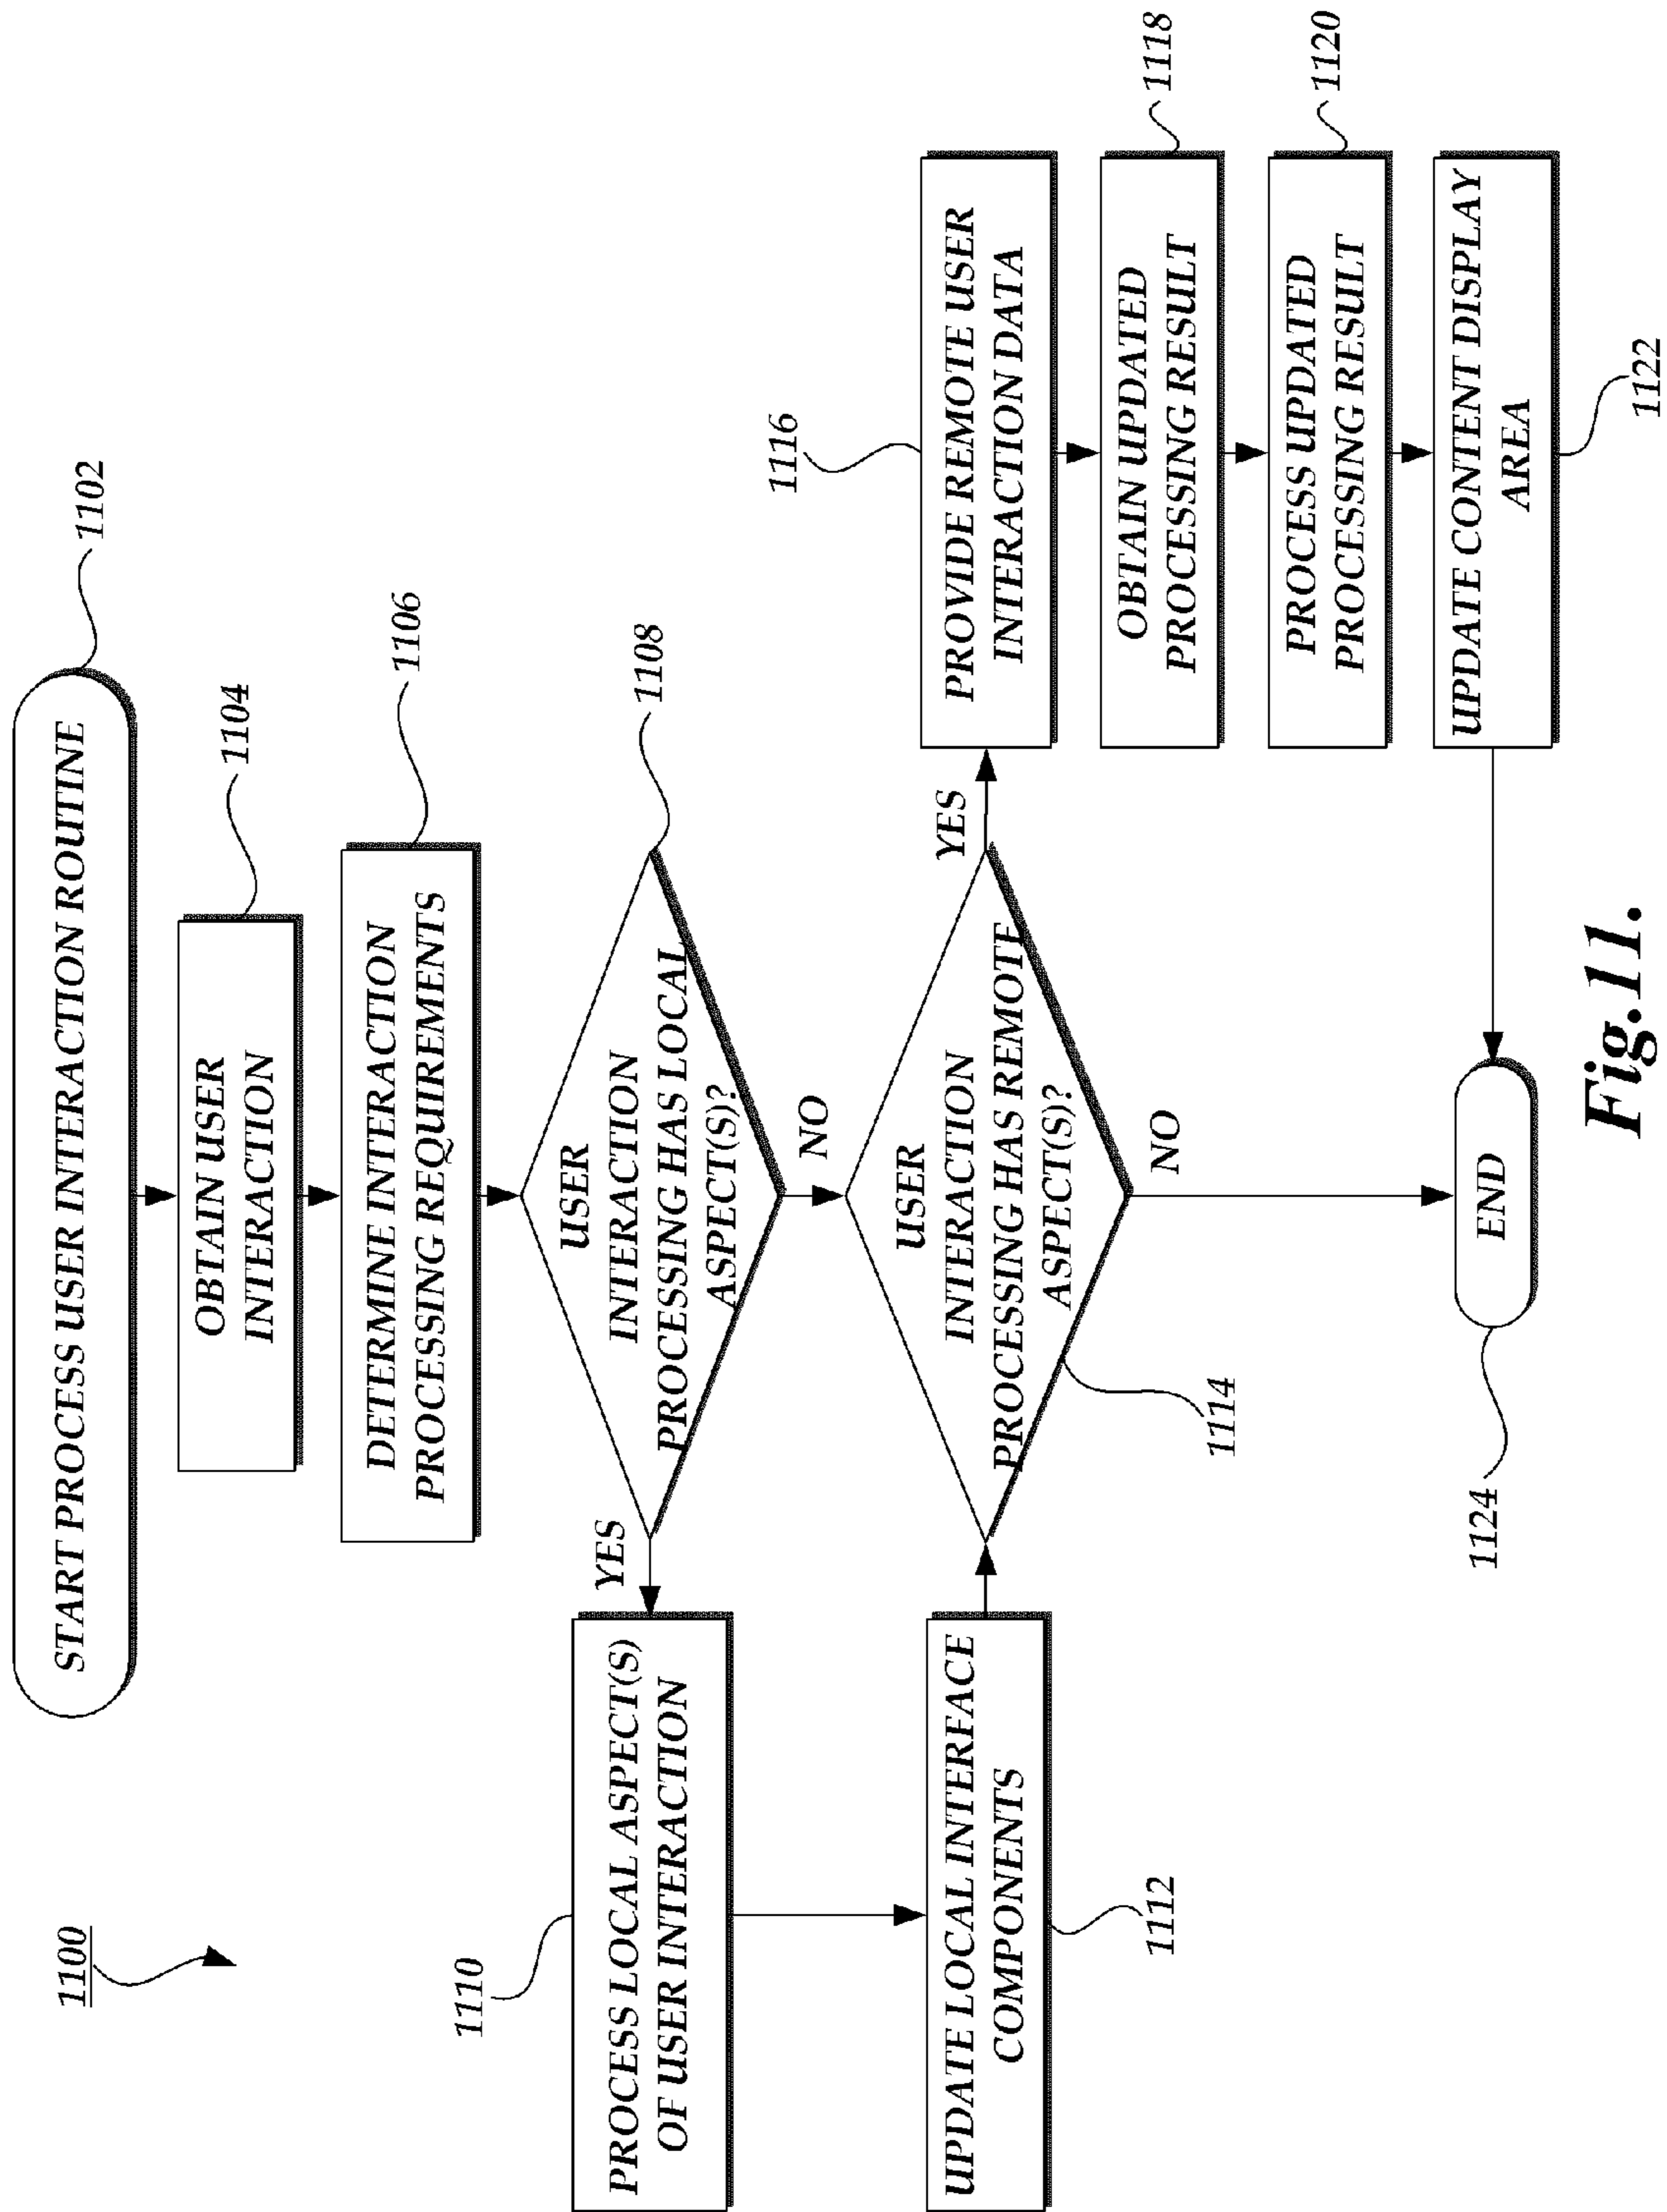 1100
START PROCESS USER INTERACTION ROUTINE
1102
OBTAIN USER
INTERACTION
1104
DETERMINE INTERACTION
PROCESSING REQUIREMENTS
1106
USER
INTERACTION
PROCESSING HAS LOCAL
ASPECT(S)?
1108
YES
NO
1110
PROCESS LOCAL ASPECT(S)
OF USER INTERACTION
UPDATE LOCAL INTERFACE
COMPONENTS
1112
USER
INTERACTION
PROCESSING HAS REMOTE
ASPECT(S)?
1114
YES
NO
1116
PROVIDE REMOTE USER
INTERACTION DATA
OBTAIN UPDATED
PROCESSING RESULT
1118
PROCESS UPDATED
PROCESSING RESULT
1120
UPDATE CONTENT DISPLAY
AREA
1122
END
1124
Fig.11.